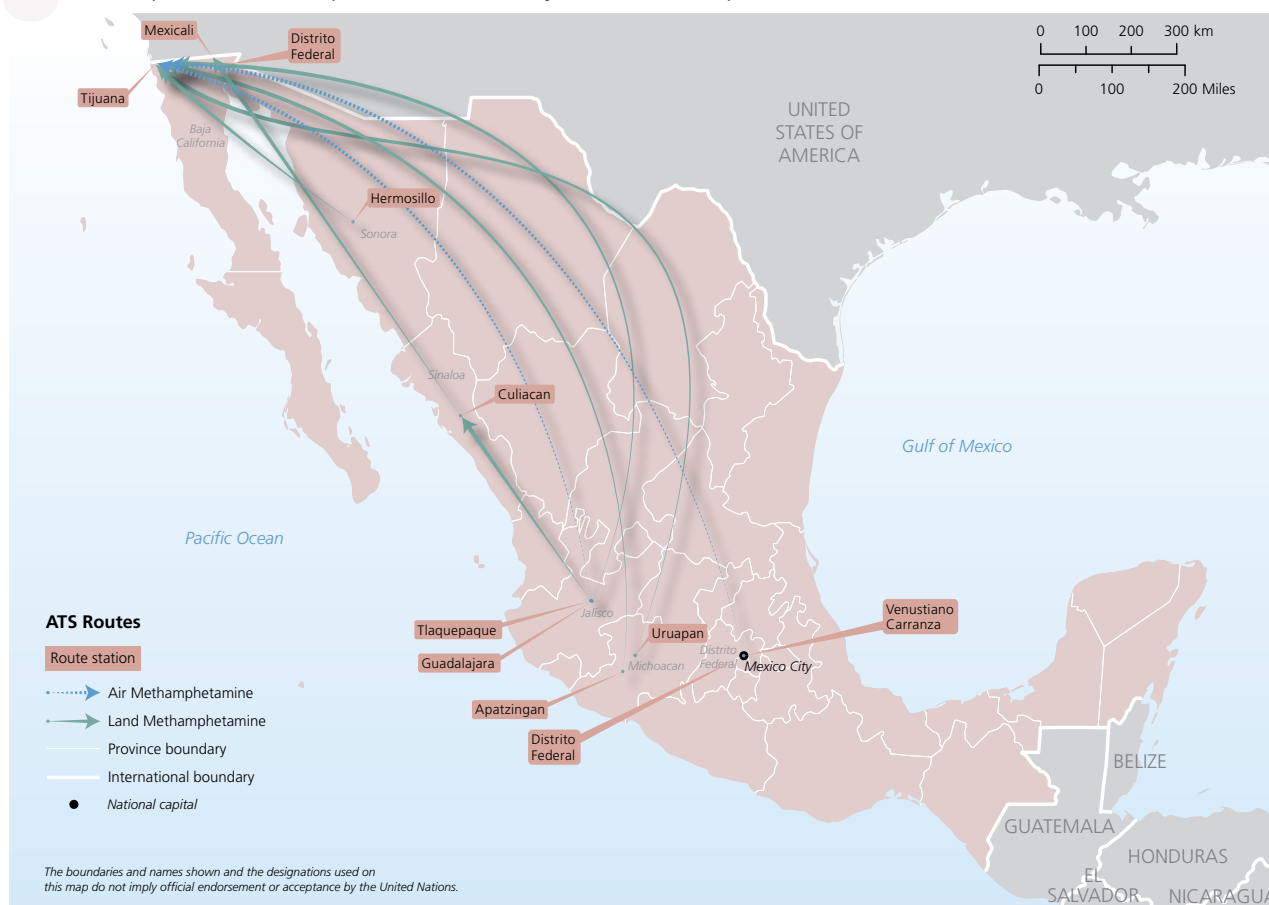 Mexicali
Distrito
Federal
Tijuana
0 100 200 300 km
0 100 200 Miles
UNITED
STATES OF
AMERICA
Baja
California
Hermosillo
Sonora
Sinaloa
Culiacan
Gulf of Mexico
Pacific Ocean
Jalisco
Tlaquepaque
Guadalajara
Uruapan
Michoacan
Apatzingan
Distrito
Federal
Mexico City
Venustiano
Carranza
Distrito
Federal
ATS Routes
Route station
Air Methamphetamine
Land Methamphetamine
Province boundary
International boundary
National capital
BELIZE
GUATEMALA
HONDURAS
EL
SALVADOR
NICARAGUA
The boundaries and names shown and the designations used on
this map do not imply official endorsement or acceptance by the United Nations.